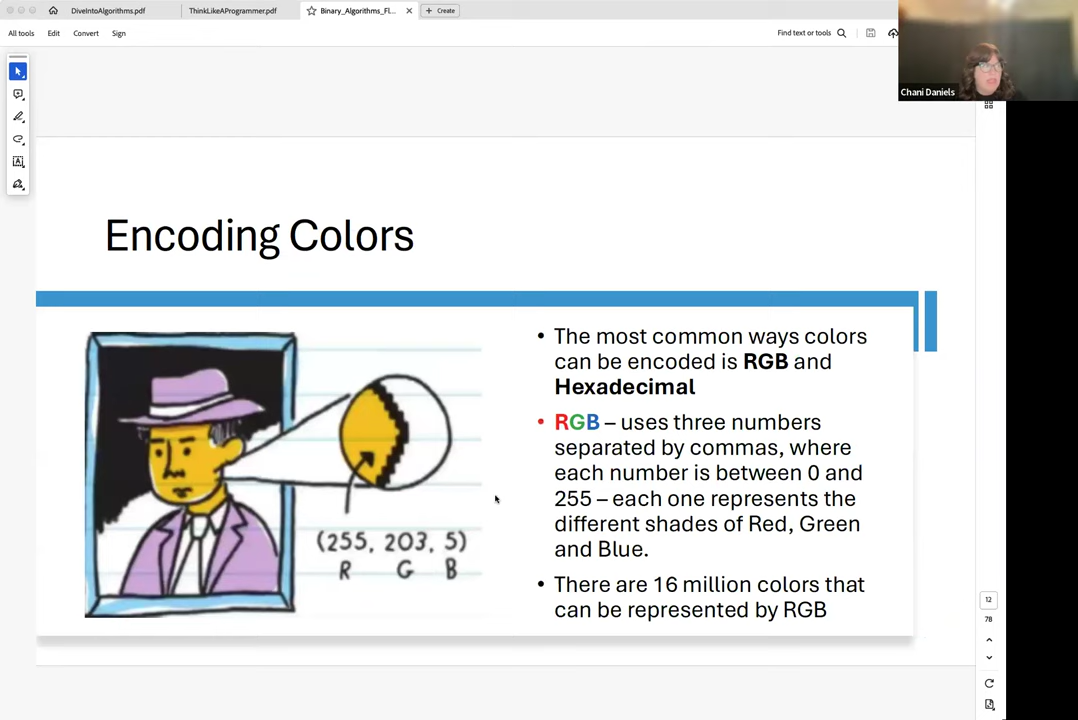 DiveIntoAlgorithms.pdf
ThinkLikeAProgrammer.pdf
Binary_Algorithms_Fl...
Create
All tools
Edit
Convert
Sign
Find text or tools
Chani Daniels
Encoding Colors
• The most common ways colors
can be encoded is RGB and
Hexadecimal
• RGB – uses three numbers
separated by commas, where
each number is between 0 and
255 – each one represents the
different shades of Red, Green
and Blue.
• There are 16 million colors that
can be represented by RGB
(255, 203, 5)
R G B
12
78